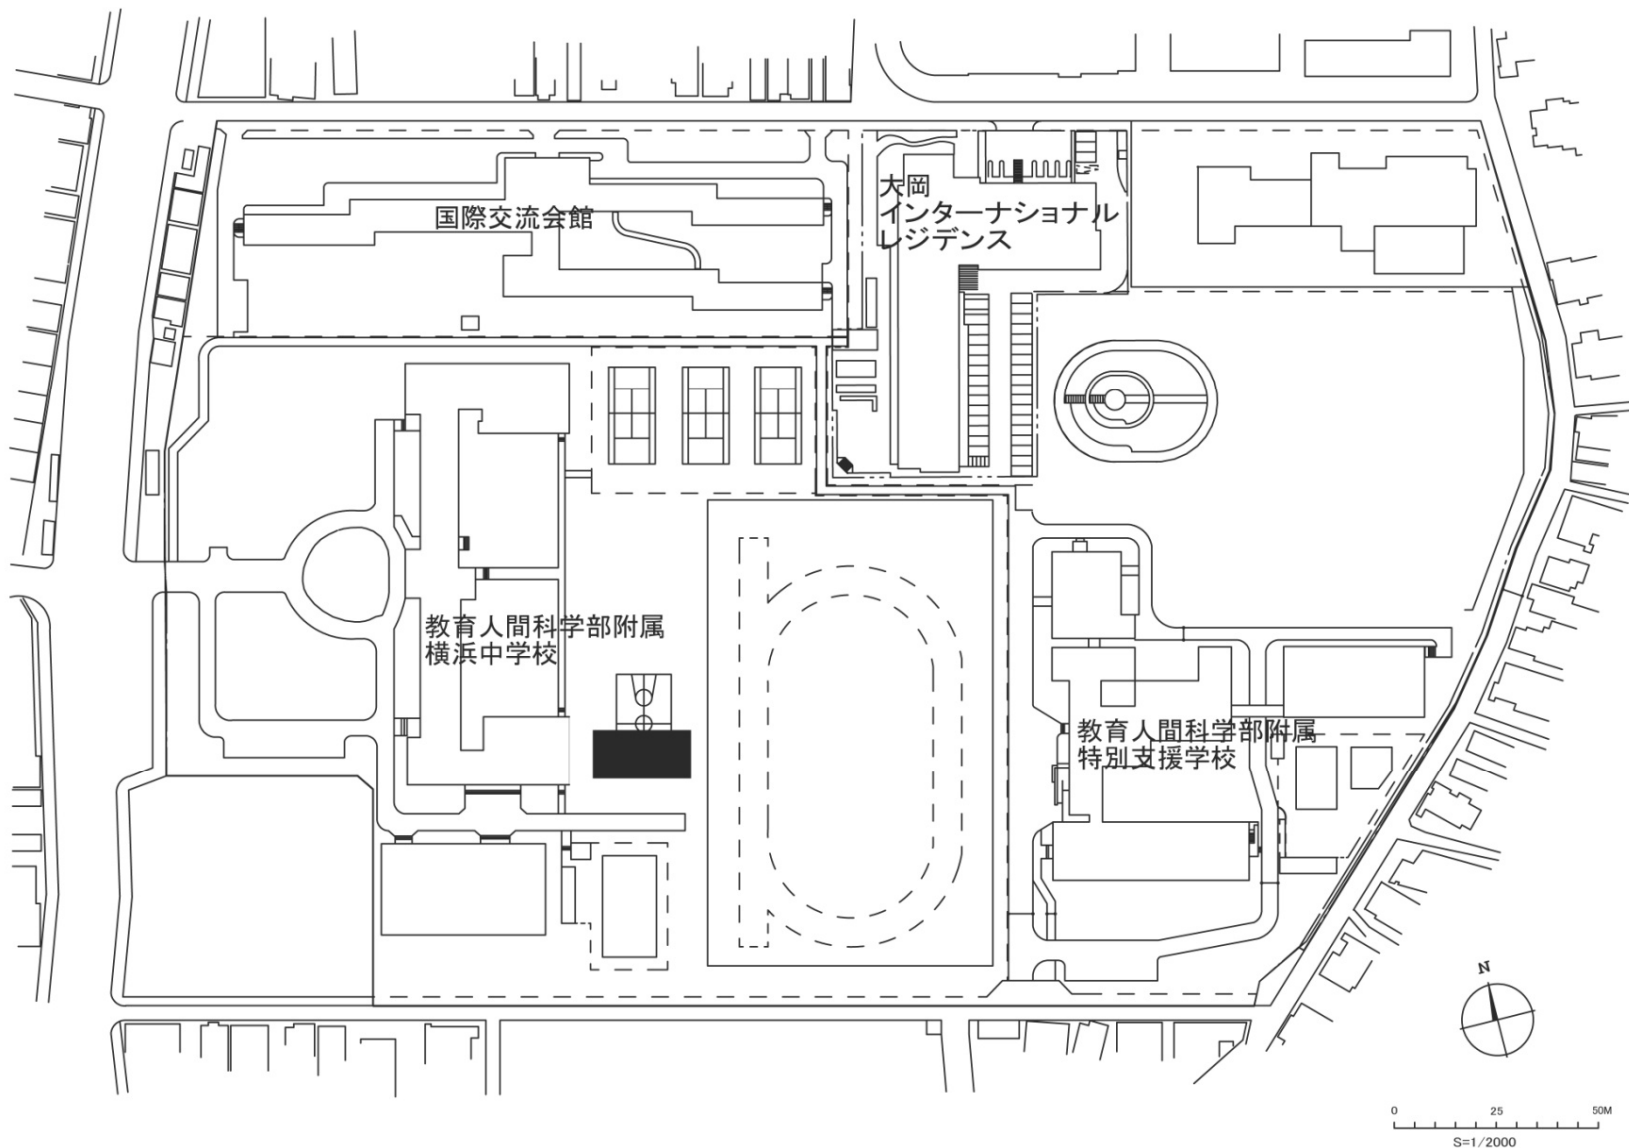 国際交流会館
大岡
インターナショナル
レジデンス
教育人間科学部附属
横浜中学校
教育人間科学部附属
特別支援学校
N
0 25 50M
S=1/2000